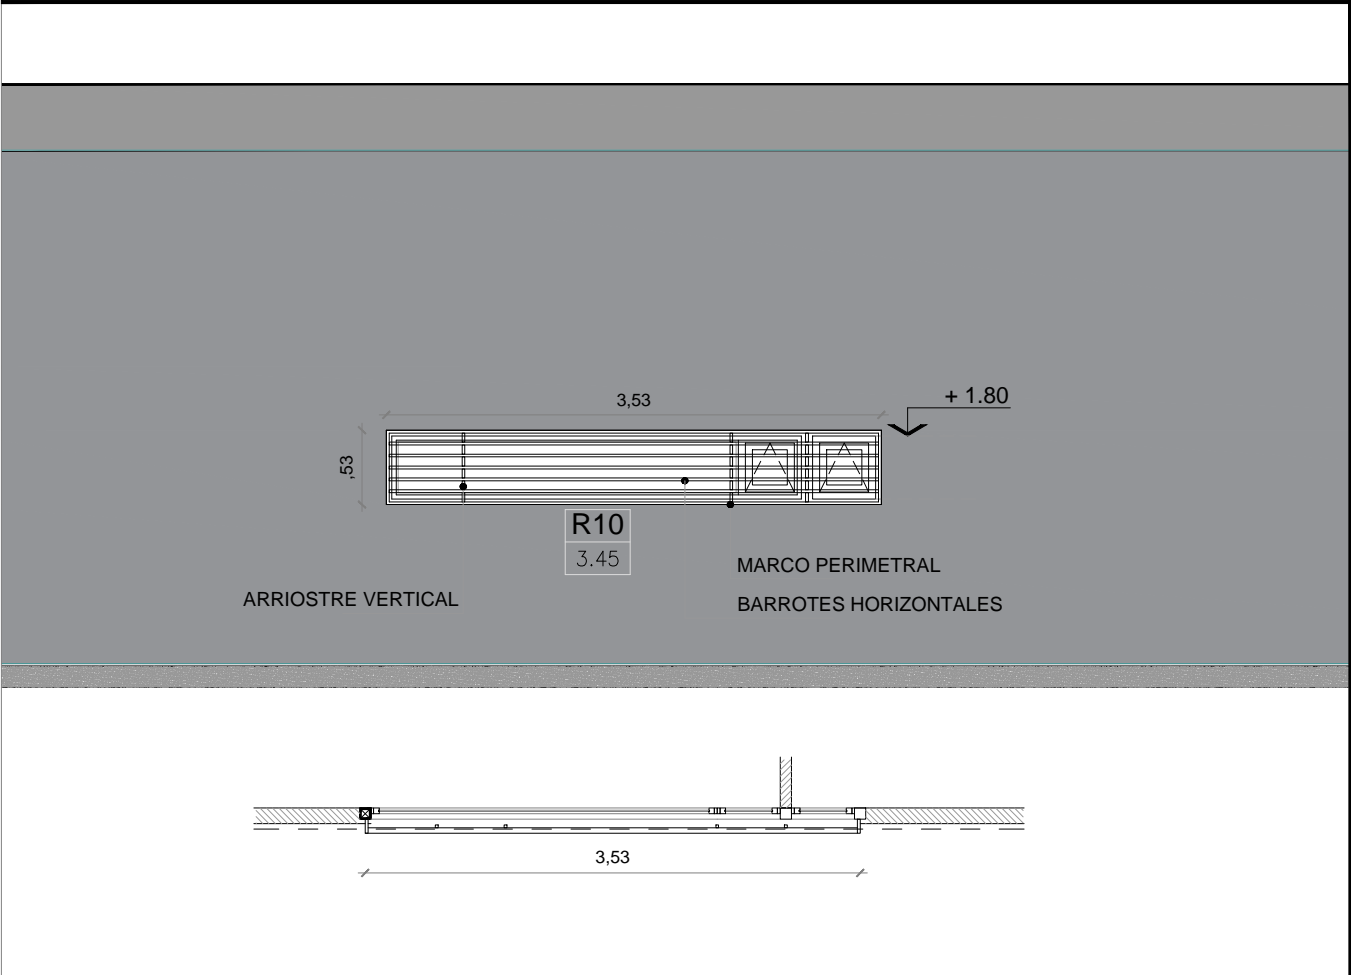 3,53
+ 1.80
,53
R10
3.45
MARCO PERIMETRAL
ARRIOSTRE VERTICAL
BARROTES HORIZONTALES
3,53